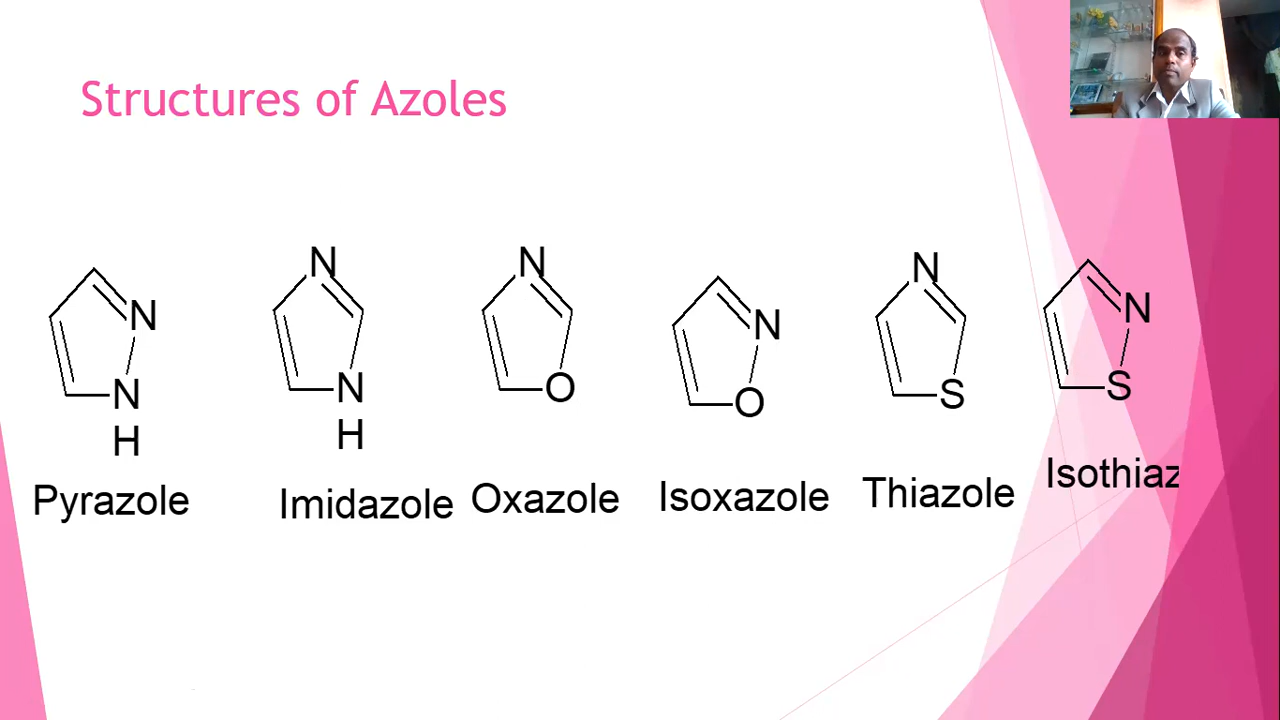 Structures of Azoles
N
N
H
Pyrazole
N
N
H
Imidazole
N
O
Oxazole
N
O
Isoxazole
N
S
Thiazole
N
S
Isothiaz